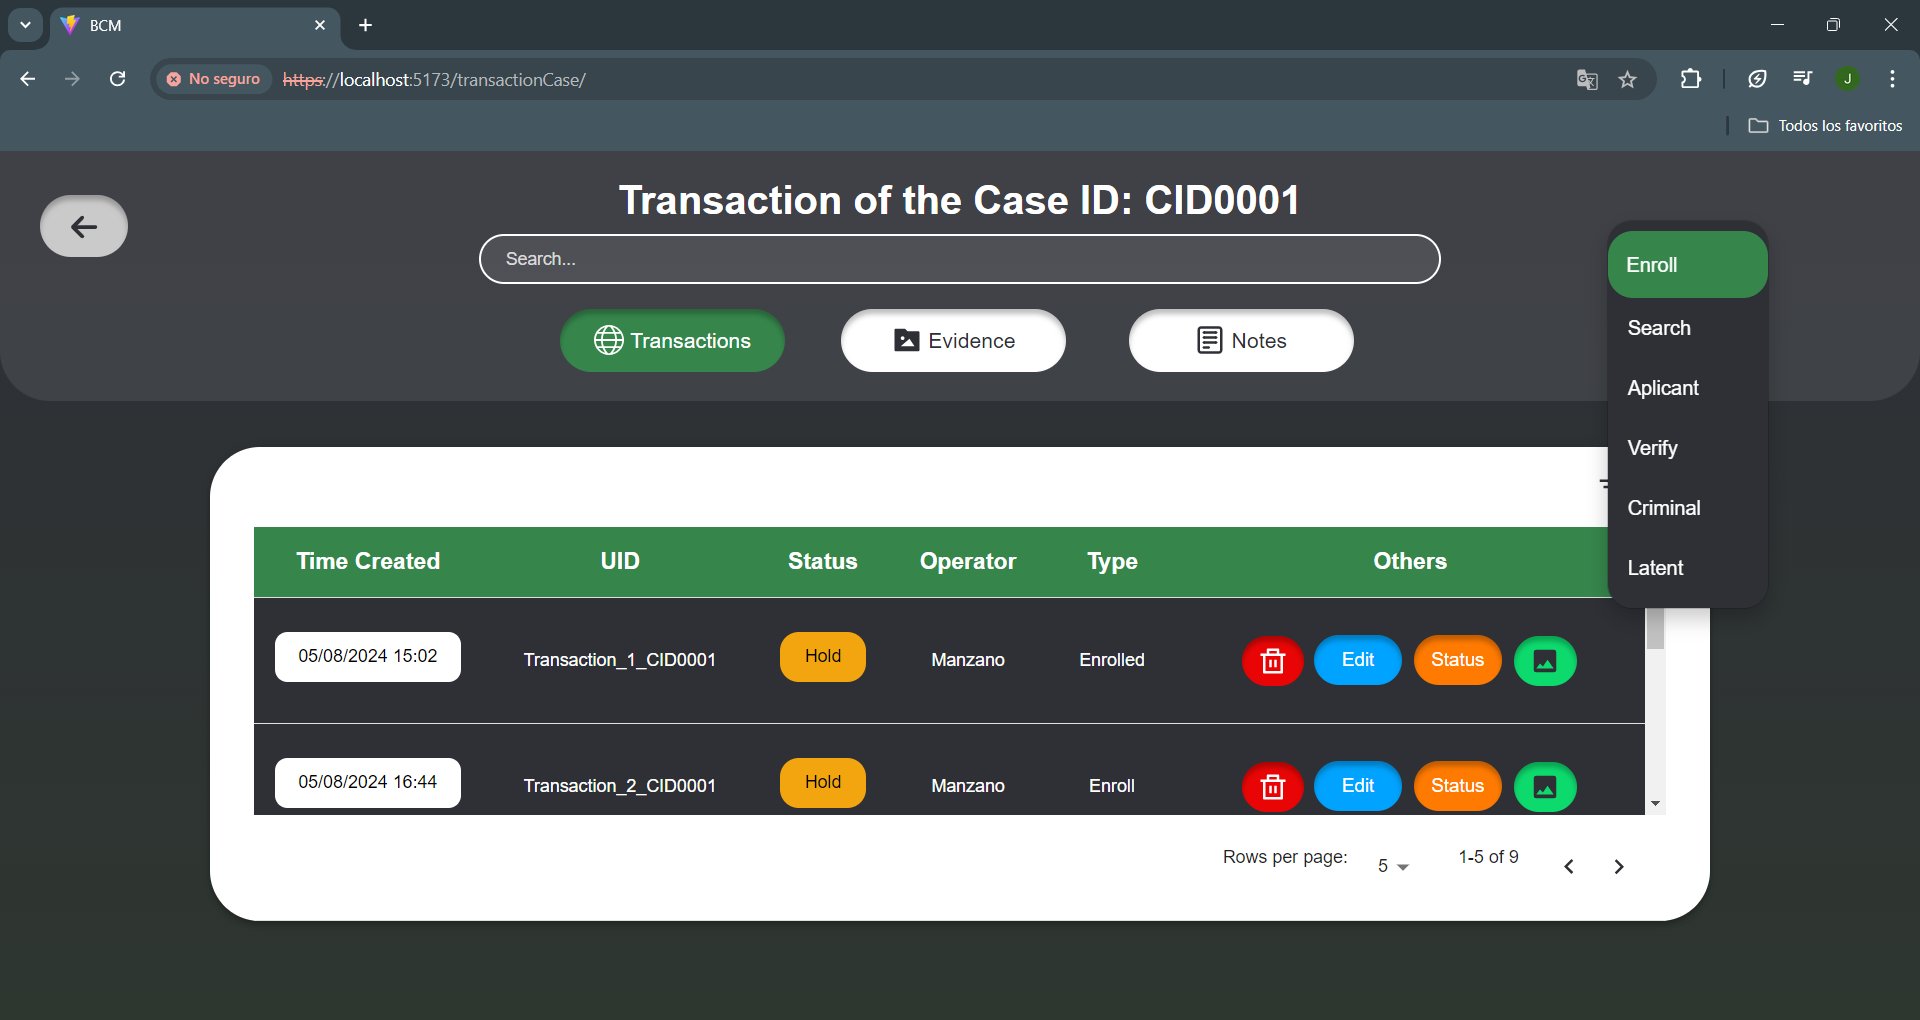 BCM
No seguro
https://localhost:5173/transactionCase/
J
Todos los favoritos
Transaction of the Case ID: CID0001
Search...
Transactions
Evidence
Notes
Enroll
Search
Aplicant
Verify
Criminal
Latent
Time Created UID Status Operator Type Others
05/08/2024 15:02 Transaction_1_CID0001 Hold Manzano Enrolled Edit Status
05/08/2024 16:44 Transaction_2_CID0001 Hold Manzano Enroll Edit Status
Rows per page: 5 1-5 of 9